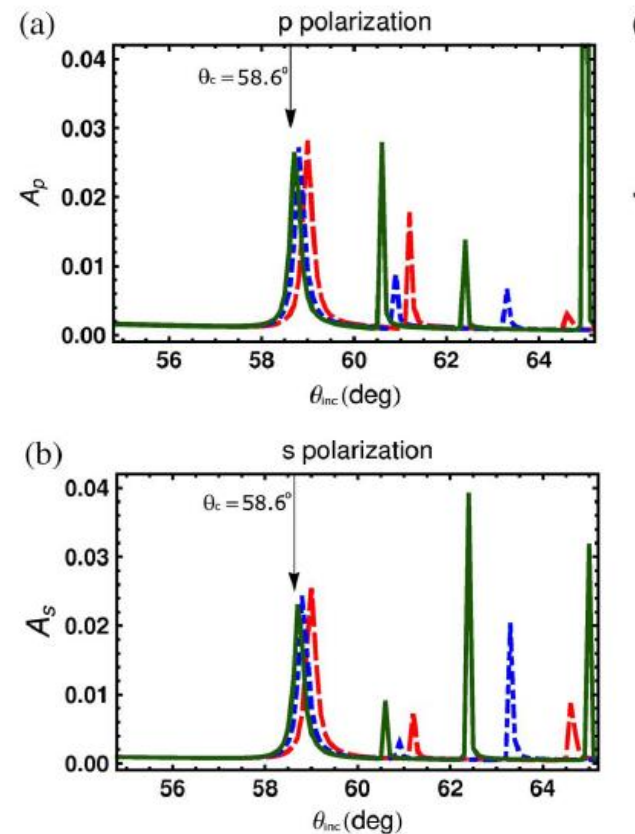 (a)
p polarization
θc = 58.6°
0.04
0.03
0.02
0.01
0.00
Ap
56 58 60 62 64
θinc (deg)
(b)
s polarization
θc = 58.6°
0.04
0.03
0.02
0.01
0.00
As
56 58 60 62 64
θinc (deg)